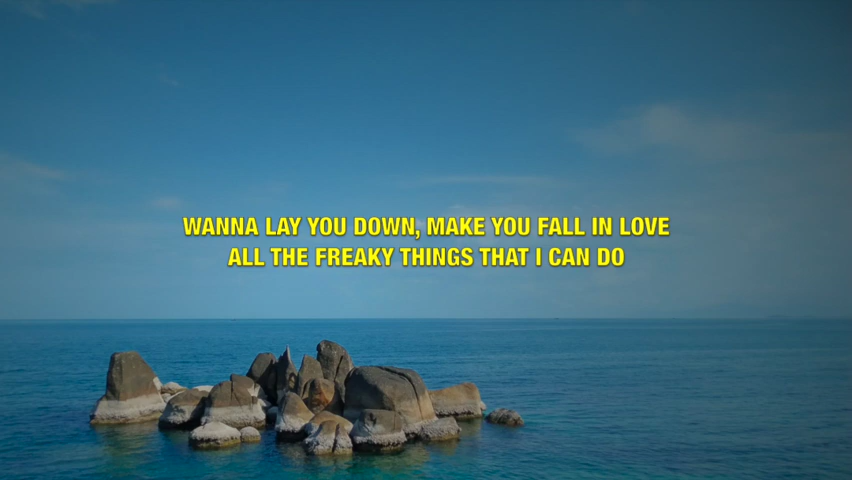 WANNA LAY YOU DOWN, MAKE YOU FALL IN LOVE
ALL THE FREAKY THINGS THAT I CAN DO